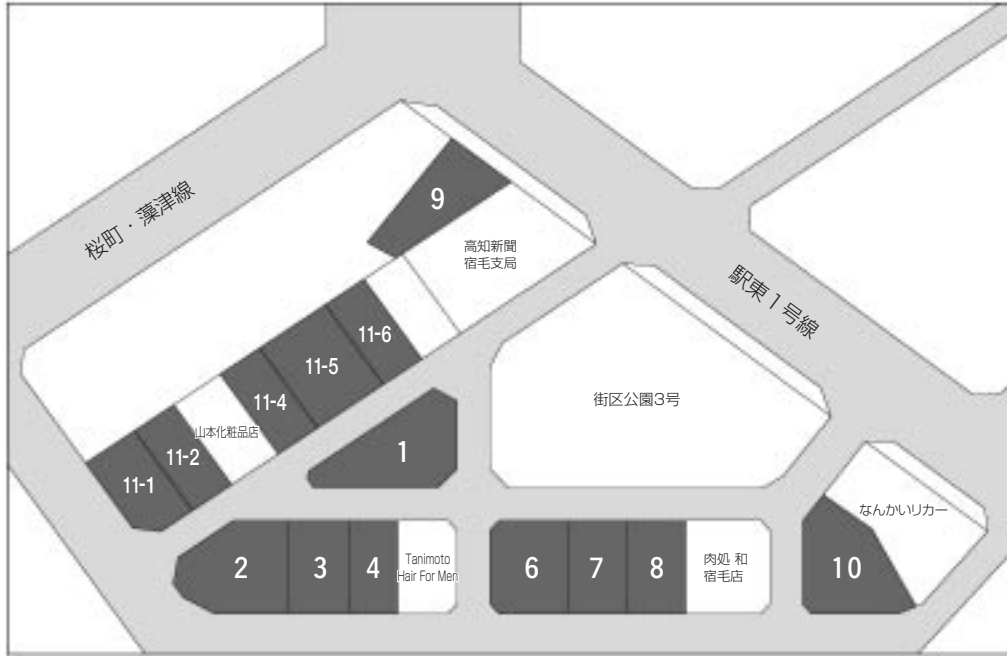 桜町・藻津線
9
高知新聞
宿毛支局
駅東1号線
11-6
11-5
11-4
山本化粧品店
11-2
11-1
街区公園3号
1
なんかいリカー
2
3
4
Tanimoto
Hair For Men
6
7
8
肉処 和
宿毛店
10